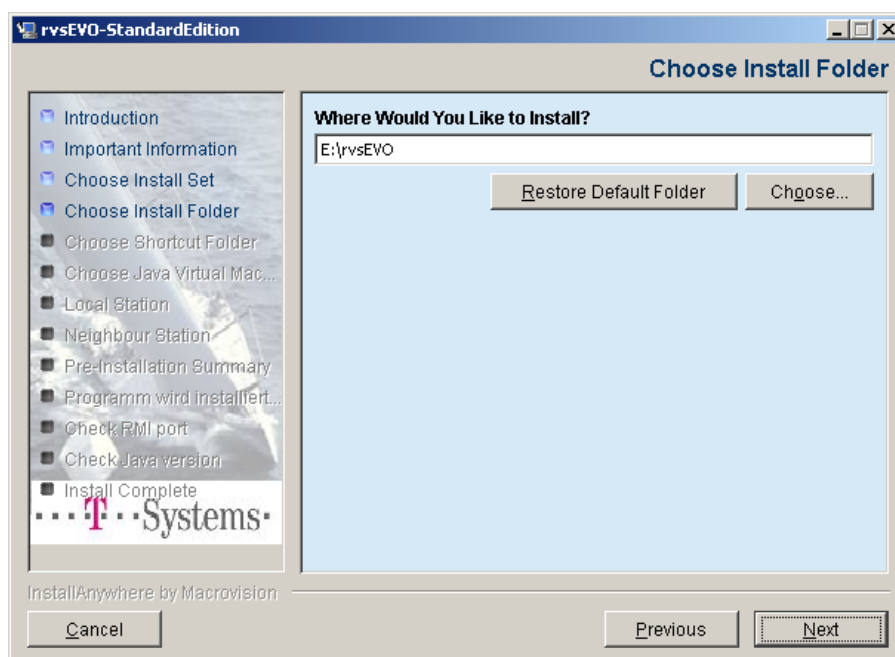 rvsEVO-StandardEdition
Choose Install Folder
Introduction
Important Information
Choose Install Set
Choose Install Folder
Choose Shortcut Folder
Choose Java Virtual Mac...
Local Station
Neighbour Station
Pre-Installation Summary
Programm wird installiert...
Check RMI port
Check Java version
Install Complete
····T··Systems·
Where Would You Like to Install?
E:\rvsEVO
Restore Default Folder
Choose...
InstallAnywhere by Macrovision
Cancel
Previous
Next